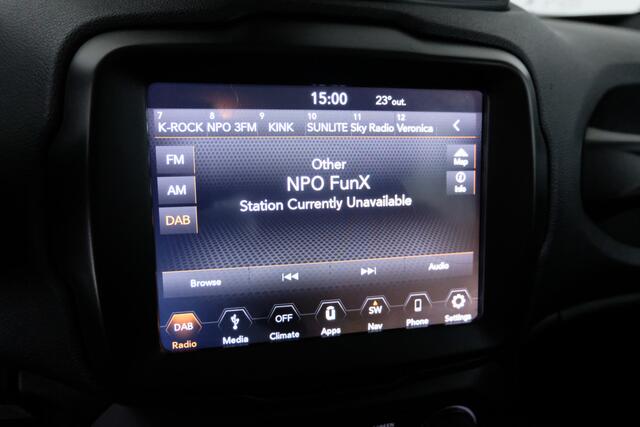 15:00 23°out.
7 8 9 10 11 12
K-ROCK NPO 3FM KINK SUNLITE Sky Radio Veronica
FM
AM
DAB
Other
NPO FunX
Station Currently Unavailable
Map
Info
Browse Audio
DAB OFF SW
Radio Media Climate Apps Nav Phone Settings